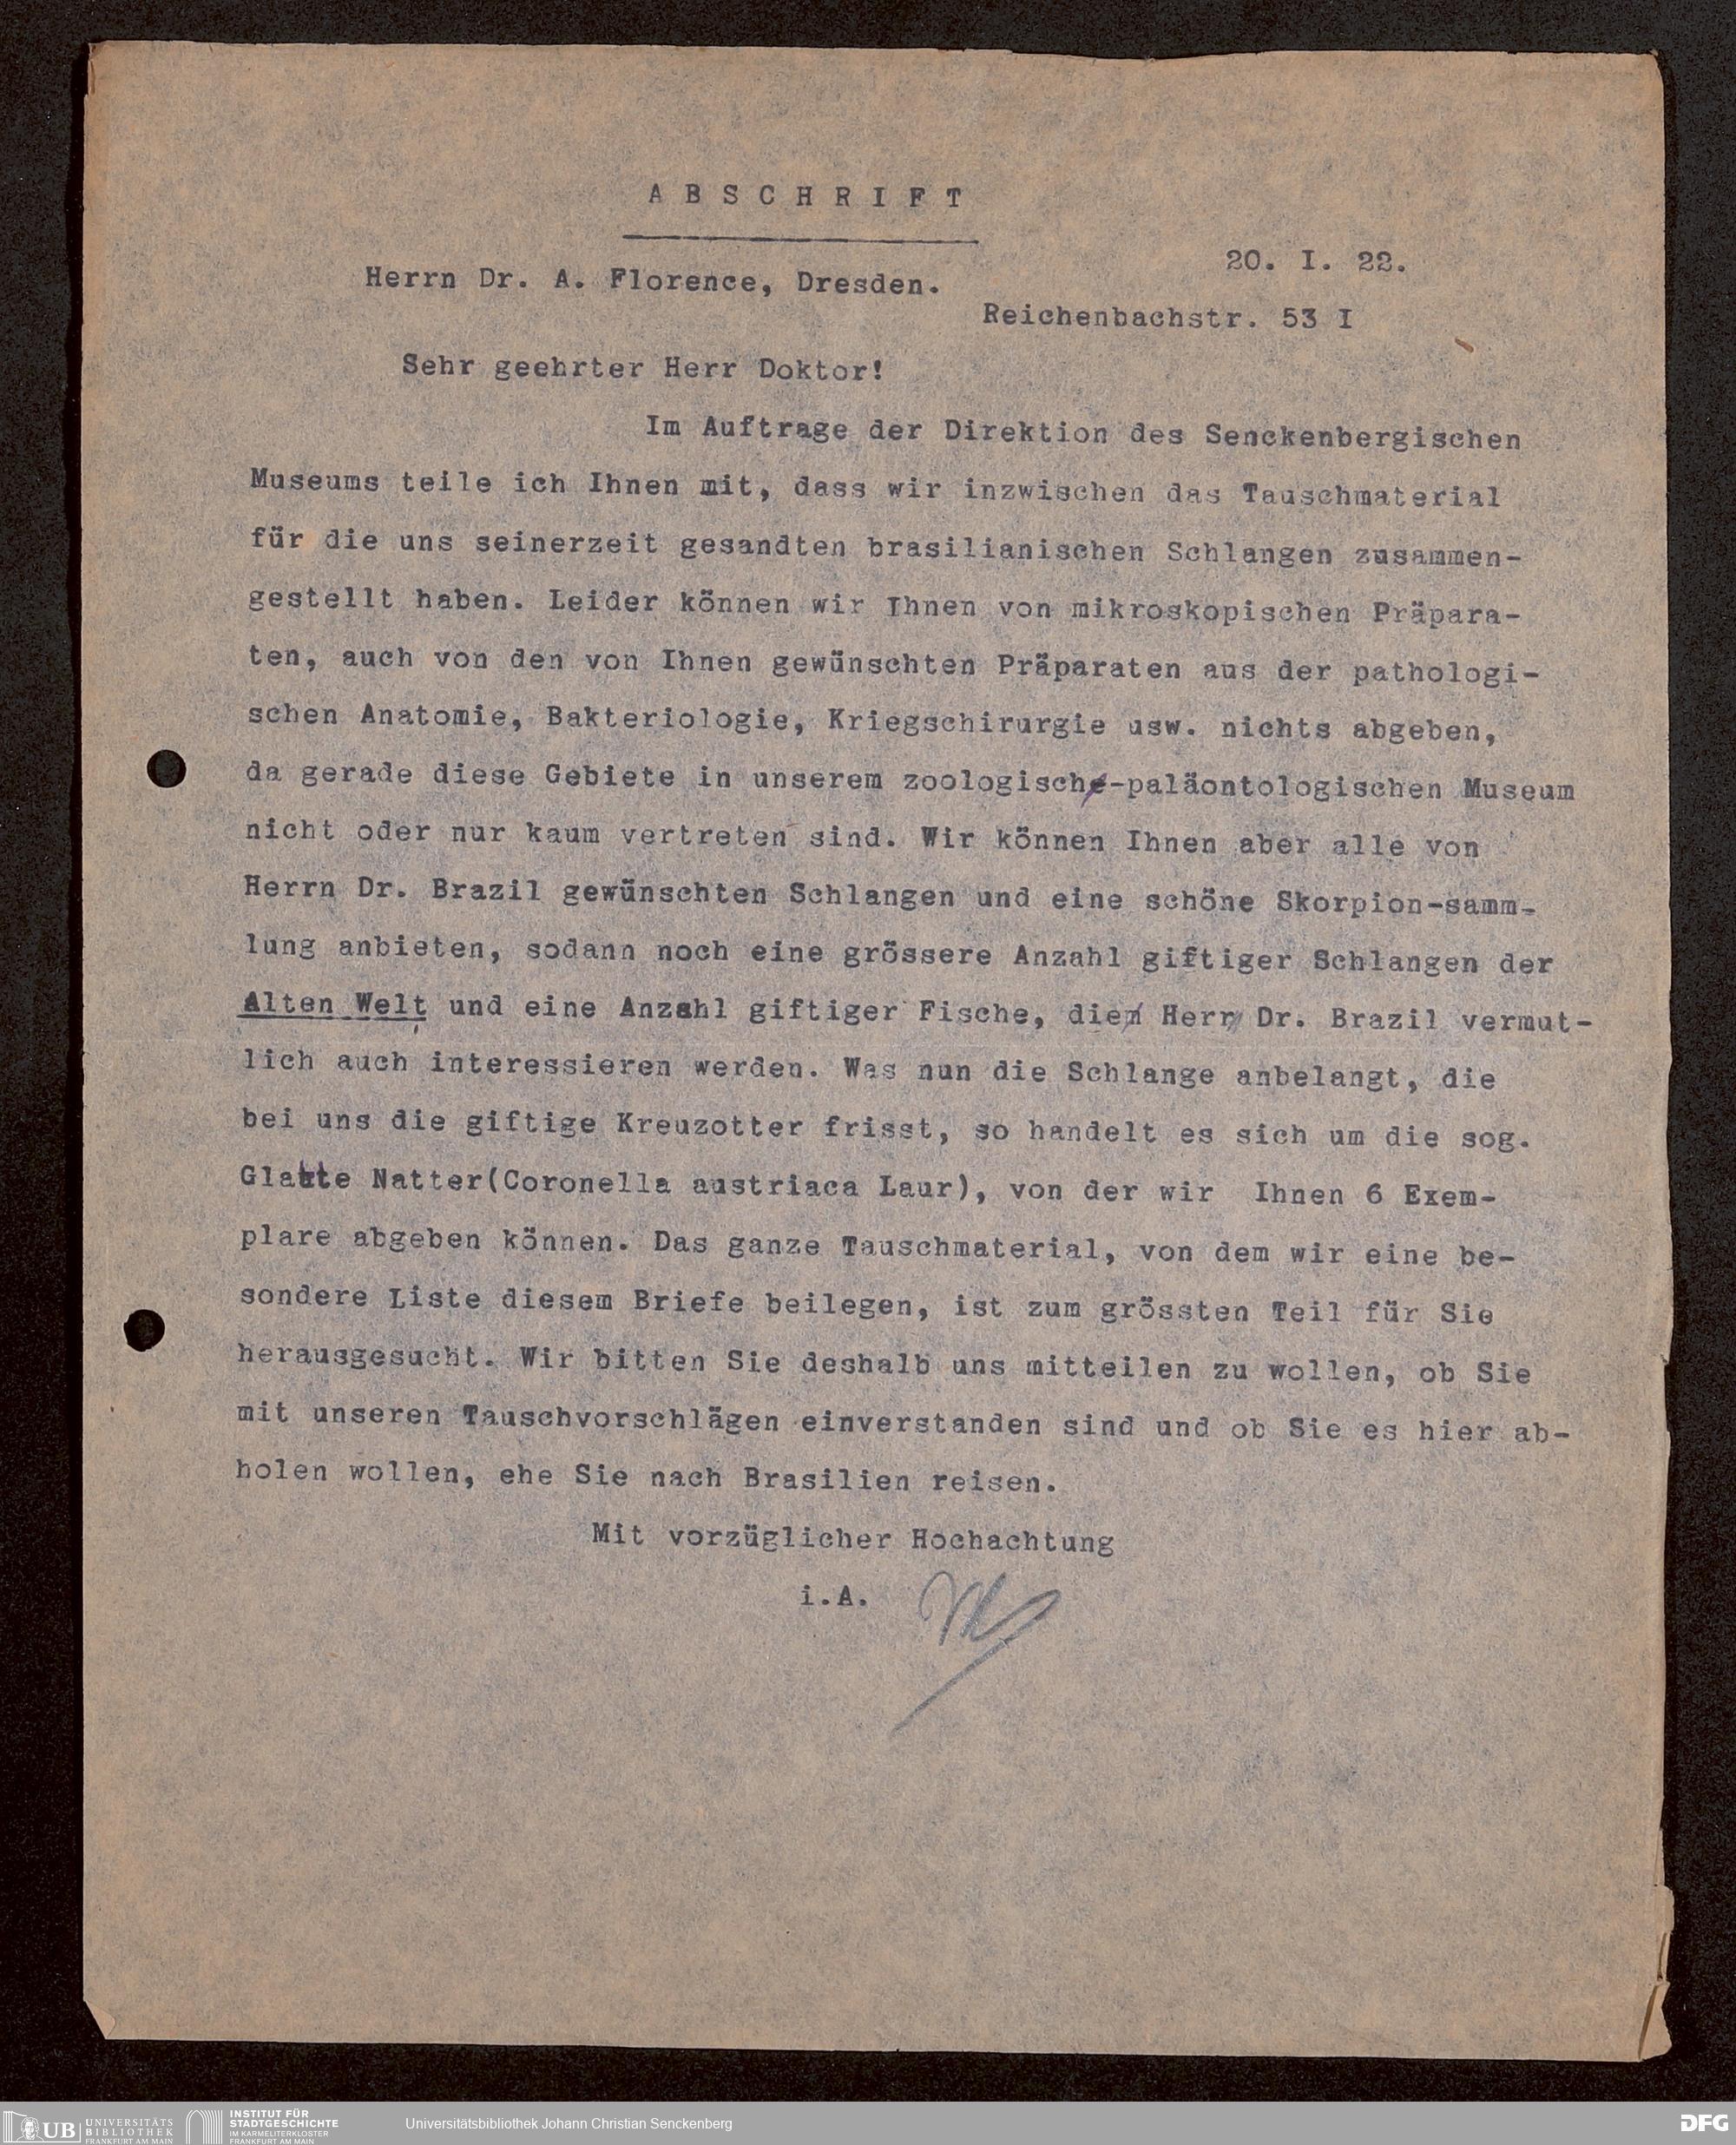 ABSCHRIFT
20. I. 22.
Herrn Dr. A. Florence, Dresden.
Reichenbachstr. 53 I
Sehr geehrter Herr Doktor!
Im Auftrage der Direktion des Senckenbergischen
Museums teile ich Ihnen mit, dass wir inzwischen das Tauschmaterial
für die uns seinerzeit gesandten brasilianischen Schlangen zusammen-
gestellt haben. Leider können wir Ihnen von mikroskopischen Präpara-
ten, auch von den von Ihnen gewünschten Präparaten aus der pathologi-
schen Anatomie, Bakteriologie, Kriegschirurgie usw. nichts abgeben,
da gerade diese Gebiete in unserem zoologisch-paläontologischen Museum
nicht oder nur kaum vertreten sind. Wir können Ihnen aber alle von
Herrn Dr. Brazil gewünschten Schlangen und eine schöne Skorpion-samm-
lung anbieten, sodann noch eine grössere Anzahl giftiger Schlangen der
Alten Welt und eine Anzahl giftiger Fische, die Herr Dr. Brazil vermut-
lich auch interessieren werden. Was nun die Schlange anbelangt, die
bei uns die giftige Kreuzotter frisst, so handelt es sich um die sog.
Glatte Natter(Coronella austriaca Laur), von der wir Ihnen 6 Exem-
plare abgeben können. Das ganze Tauschmaterial, von dem wir eine be-
sondere Liste diesem Briefe beilegen, ist zum grössten Teil für Sie
herausgesucht. Wir bitten Sie deshalb uns mitteilen zu wollen, ob Sie
mit unseren Tauschvorschlägen einverstanden sind und ob Sie es hier ab-
holen wollen, ehe Sie nach Brasilien reisen.
Mit vorzüglicher Hochachtung
i.A.
UB UNIVERSITÄTS
BIBLIOTHEK
FRANKFURT AM MAIN
INSTITUT FÜR
STADTGESCHICHTE
IM KARMELITERKLOSTER
FRANKFURT AM MAIN
Universitätsbibliothek Johann Christian Senckenberg
DFG